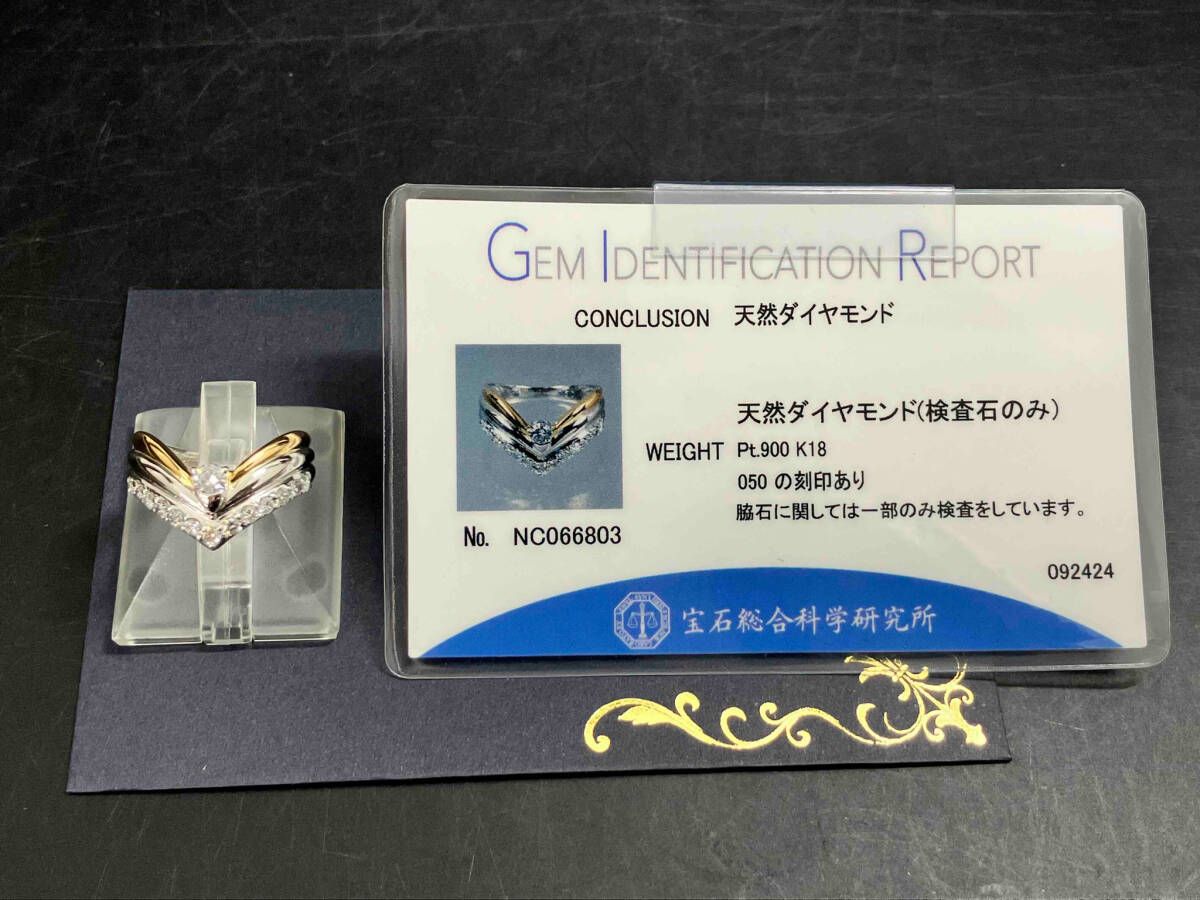 GEM IDENTIFICATION REPORT
CONCLUSION 天然ダイヤモンド
天然ダイヤモンド(検査石のみ)
WEIGHT Pt.900 K18
050 の刻印あり
脇石に関しては一部のみ検査をしています。
No. NC066803
092424
宝石総合科学研究所